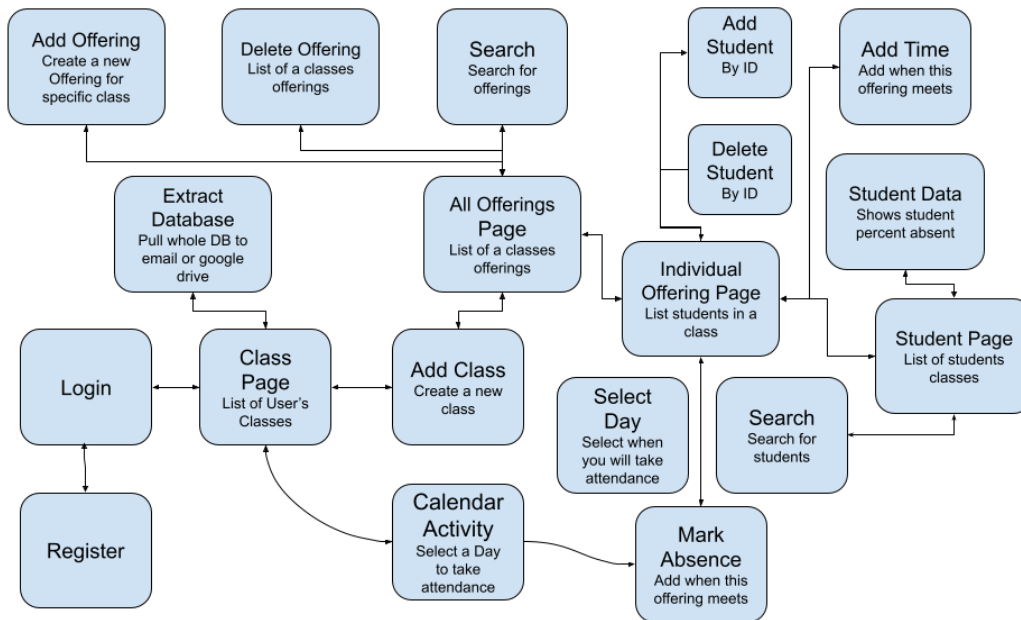 Add Offering
Create a new
Offering for
specific class
Delete Offering
List of a classes
offerings
Search
Search for
offerings
Add
Student
By ID
Add Time
Add when this
offering meets
Delete
Student
By ID
Extract
Database
Pull whole DB to
email or google
drive
All Offerings
Page
List of a classes
offerings
Student Data
Shows student
percent absent
Individual
Offering Page
List students in a
class
Login
Class
Page
List of User's
Classes
Add Class
Create a new
class
Student Page
List of students
classes
Select
Day
Select when
you will take
attendance
Search
Search for
students
Register
Calendar
Activity
Select a Day
to take
attendance
Mark
Absence
Add when this
offering meets